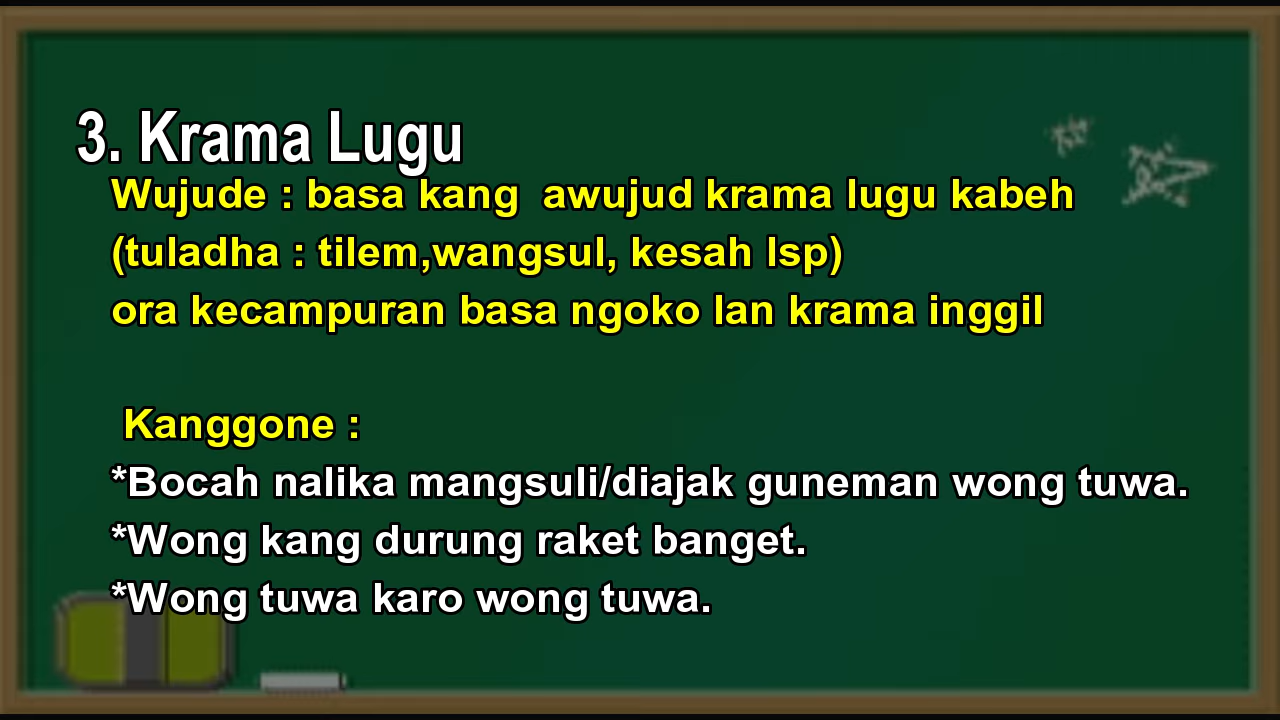 3. Krama Lugu
Wujude : basa kang awujud krama lugu kabeh
(tuladha : tilem,wangsul, kesah lsp)
ora kecampuran basa ngoko lan krama inggil
Kanggone :
*Bocah nalika mangsuli/diajak guneman wong tuwa.
*Wong kang durung raket banget.
*Wong tuwa karo wong tuwa.